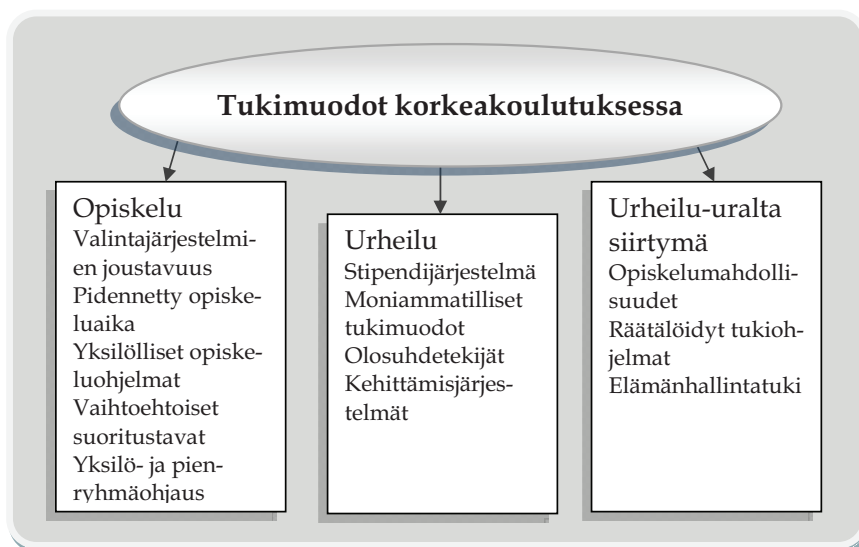 Tukimuodot korkeakoulutuksessa
Opiskelu
Valintajärjestelmi-
en joustavuus
Pidennetty opiske-
luaika
Yksilölliset opiske-
luohjelmat
Vaihtoehtoiset
suoritustavat
Yksilö- ja pien-
ryhmäohjaus
Urheilu
Stipendijärjestelmä
Moniammatilliset
tukimuodot
Olosuhdetekijät
Kehittämisjärjes-
telmät
Urheilu-uralta
siirtymä
Opiskelumahdolli-
suudet
Räätälöidyt tukioh-
jelmat
Elämänhallintatuki